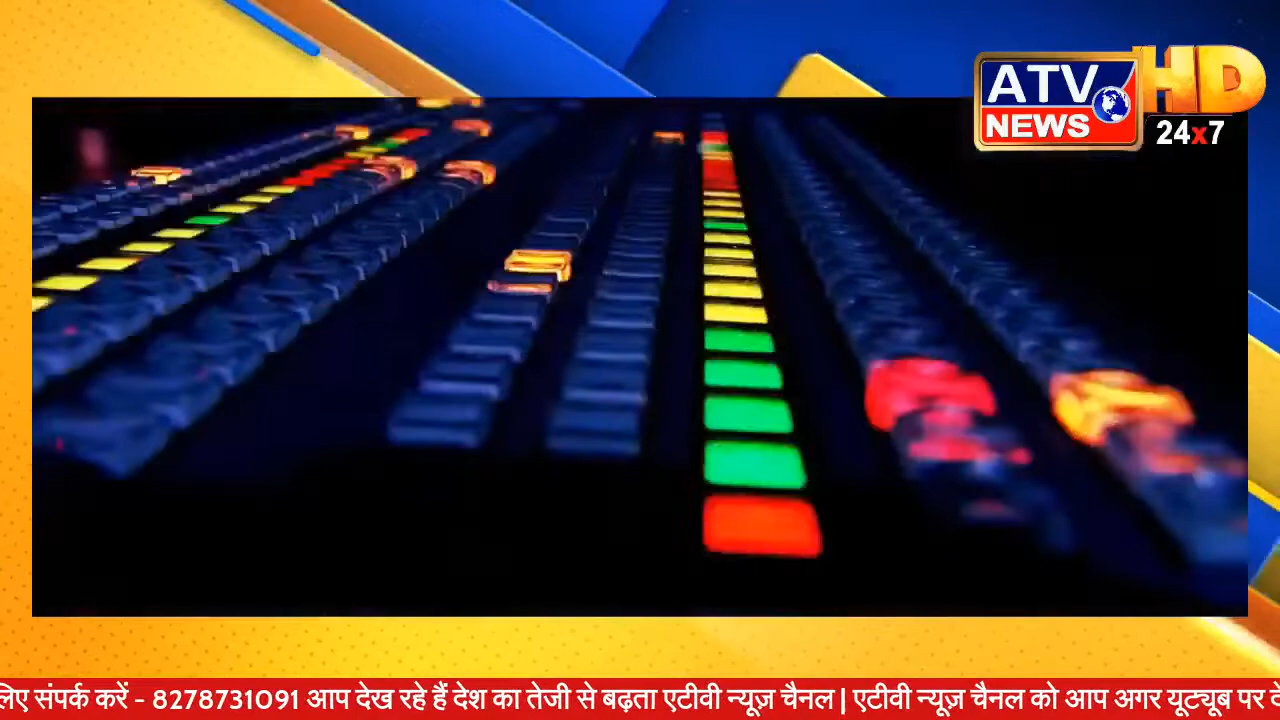 ATV
NEWS
HD
24x7
लिए संपर्क करें - 8278731091 आप देख रहे हैं देश का तेजी से बढ़ता एटीवी न्यूज़ चैनल | एटीवी न्यूज़ चैनल को आप अगर यूट्यूब पर